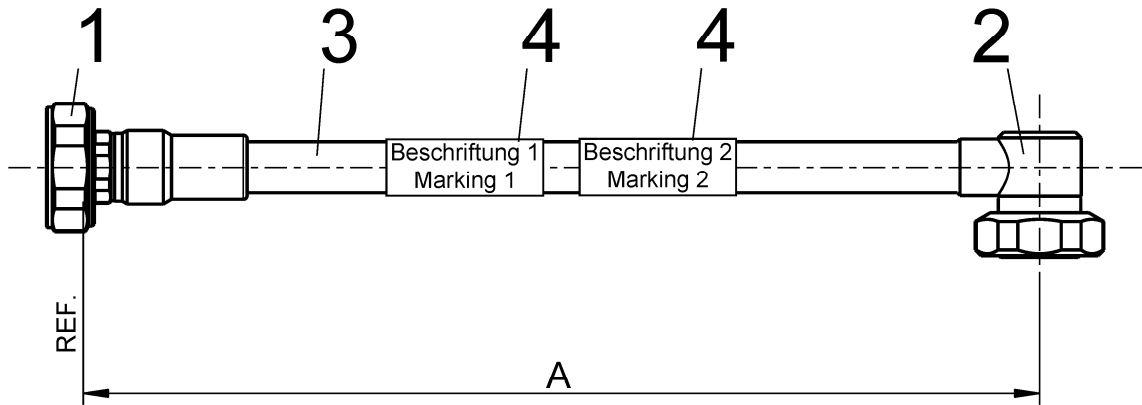 1 3 4 4 2
Beschriftung 1
Marking 1
Beschriftung 2
Marking 2
REF.
A